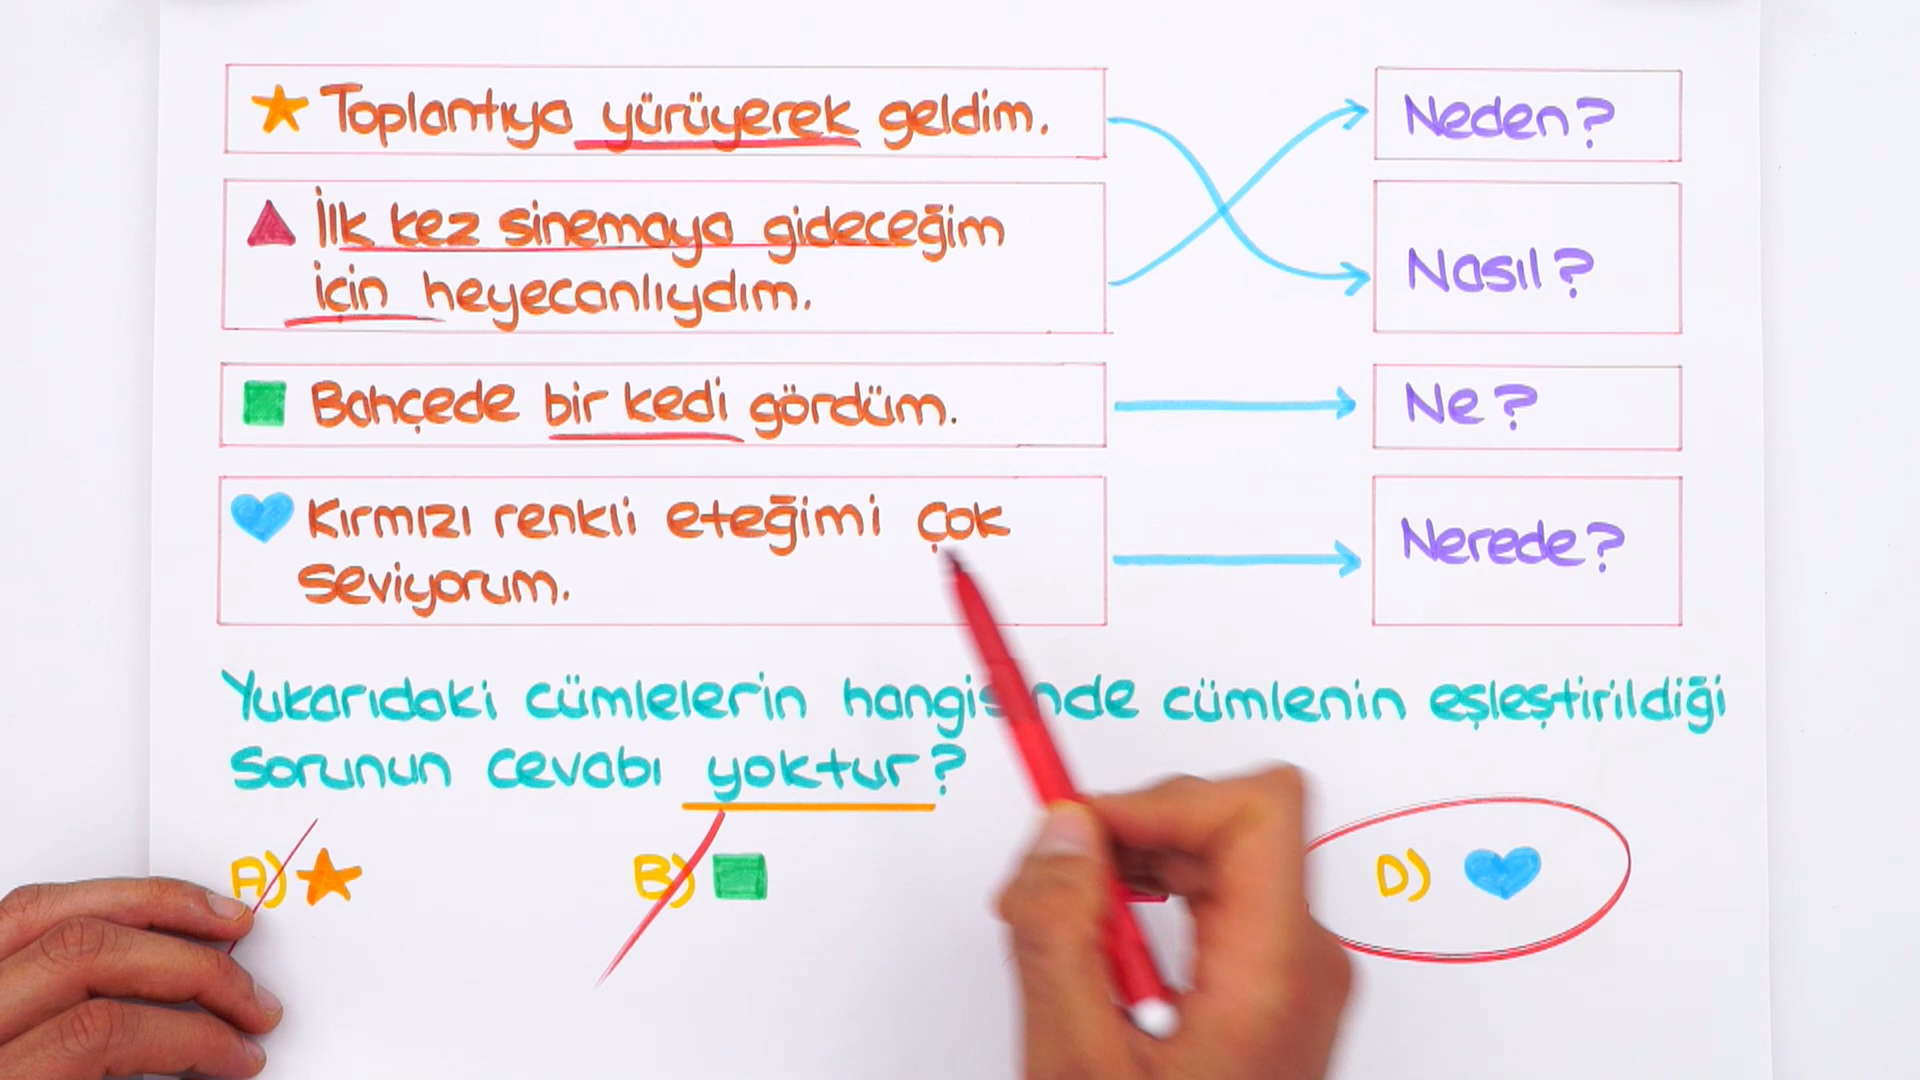 Toplantıya yürüyerek geldim.
Neden?
İlk kez sinemaya gideceğim
için heyecanlıydım.
Nasıl?
Bahçede bir kedi gördüm.
Ne?
Kırmızı renkli eteğimi çok
seviyorum.
Nerede?
Yukarıdaki cümlelerin hangisinde cümlenin eşleştirildiği
sorunun cevabı yoktur?
A)
B)
D)